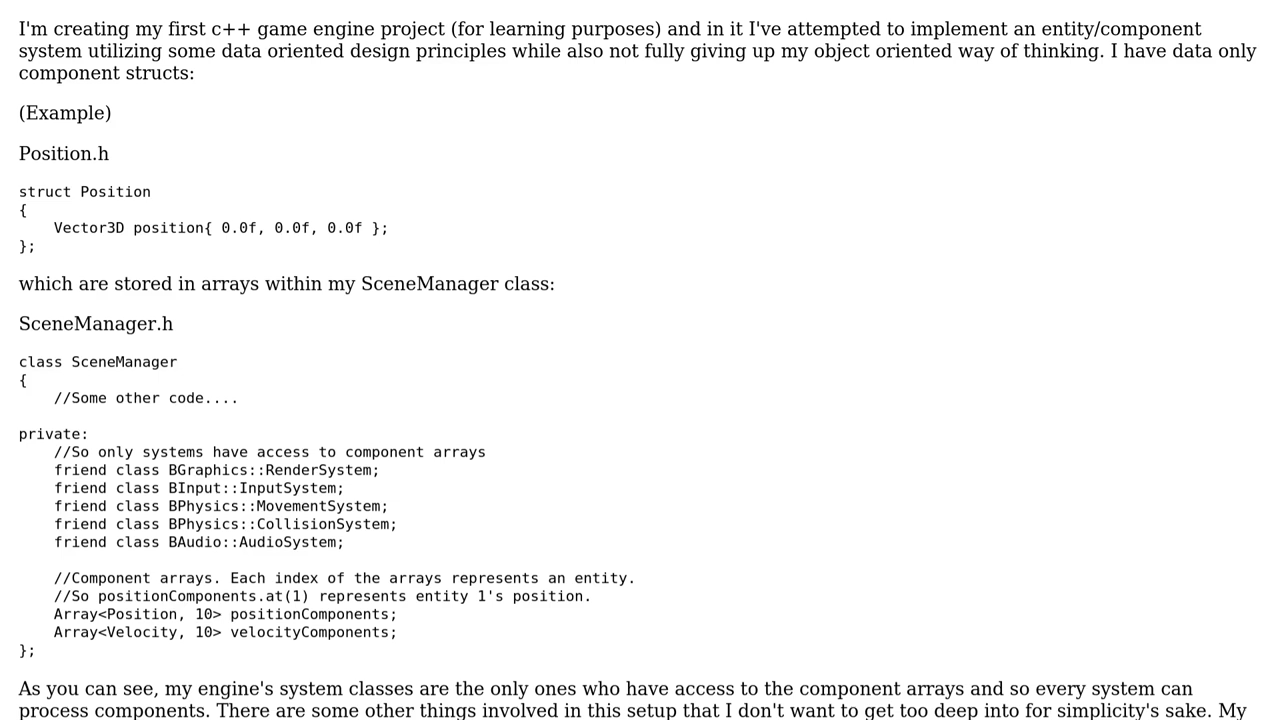 I'm creating my first c++ game engine project (for learning purposes) and in it I've attempted to implement an entity/component
system utilizing some data oriented design principles while also not fully giving up my object oriented way of thinking. I have data only
component structs:
(Example)
Position.h
struct Position
{
    Vector3D position{ 0.0f, 0.0f, 0.0f };
};
which are stored in arrays within my SceneManager class:
SceneManager.h
class SceneManager
{
    //Some other code....
private:
    //So only systems have access to component arrays
    friend class BGraphics::RenderSystem;
    friend class BInput::InputSystem;
    friend class BPhysics::MovementSystem;
    friend class BPhysics::CollisionSystem;
    friend class BAudio::AudioSystem;
    //Component arrays. Each index of the arrays represents an entity.
    //So positionComponents.at(1) represents entity 1's position.
    Array<Position, 10> positionComponents;
    Array<Velocity, 10> velocityComponents;
};
As you can see, my engine's system classes are the only ones who have access to the component arrays and so every system can
process components. There are some other things involved in this setup that I don't want to get too deep into for simplicity's sake. My